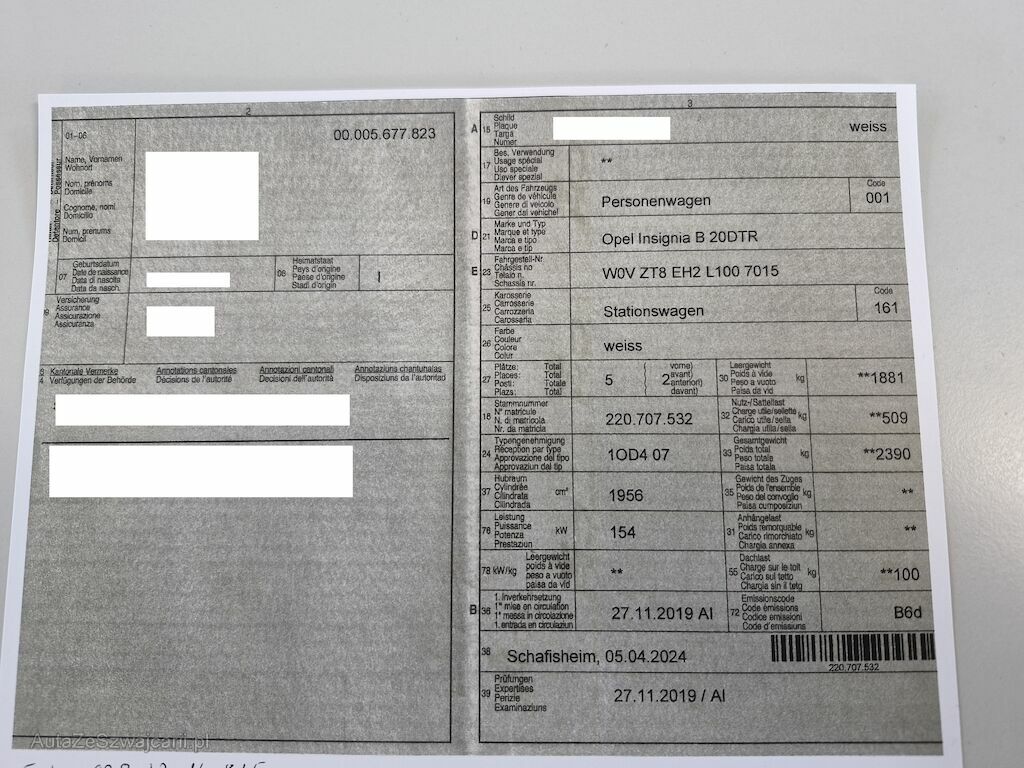 2
01-06
00.005.677.823
Name, Vornamen
Wohnort
Nom, prénoms
Domicile
Cognome, nomi
Domicilio
Num, prenums
Domicil
07
Geburtsdatum
Date de naissance
Data di nascita
Data da nasch.
08
Heimatstaat
Pays d'origine
Paese d'origine
Stadi d'origin
I
09
Versicherung
Assurance
Assicurazione
Assicuranza
Kantonale Vermerke
Verfügungen der Behörde
Annotations cantonales
Décisions de l'autorité
Annotazioni cantonali
Decisioni dell'autorità
Annotaziuns chantunalas
Disposiziuns da l'autoritad
3
A 15
Schild
Plaque
Targa
Numer
weiss
17
Bes. Verwendung
Usage spécial
Uso speciale
Diever spezial
**
19
Art des Fahrzeugs
Genre de véhicule
Genere di veicolo
Gener dal vehichel
Personenwagen
Code
001
D 21
Marke und Typ
Marque et type
Marca e tipo
Marca e tip
Opel Insignia B 20DTR
E 23
Fahrgestell-Nr.
Châssis no
Telaio n.
Schassis nr.
W0V ZT8 EH2 L100 7015
25
Karosserie
Carrosserie
Carrozzeria
Carossaria
Stationswagen
Code
161
26
Farbe
Couleur
Colore
Colur
weiss
27
Plätze: Total
Places: Total
Posti: Totale
Plazs: Total
5
( vorne)
( 2 avant)
anteriori)
davant)
30
Leergewicht
Poids à vide
Peso a vuoto
Paisa da vid
kg
**1881
18
Stammnummer
N° matricule
N. di matricola
Nr. da matricla
220.707.532
32
Nutz-/Sattellast
Charge utile/sellette
Carico utile/sella
Chargia utila/sella
kg
**509
24
Typengenehmigung
Réception par type
Approvazione del tipo
Approvaziun dal tip
1OD4 07
33
Gesamtgewicht
Poids total
Peso totale
Paisa totala
kg
**2390
37
Hubraum
Cylindrée
Cilindrata
Cilindrada
cm³
1956
35
Gewicht des Zuges
Poids de l'ensemble
Peso del convoglio
Paisa cumposiziun
kg
**
76
Leistung
Puissance
Potenza
Prestaziun
kW
154
31
Anhängelast
Poids remorquable
Carico rimorchiato
Chargia annexa
kg
**
78 kW/kg
Leergewicht
poids à vide
peso a vuoto
paisa da vid
**
55
Dachlast
Charge sur le toit
Carico sul tetto
Chargia sin il tetg
kg
**100
B 36
1. Inverkehrsetzung
1re mise en circulation
1a messa in circolazione
1. entrada en circulaziun
27.11.2019 AI
72
Emissionscode
Code émissions
Codice emissioni
Code d'emissiuns
B6d
38
Schafisheim, 05.04.2024
220.707.532
39
Prüfungen
Expertises
Perizie
Examinaziuns
27.11.2019 / AI
AutaZeSzwajcarii.pl